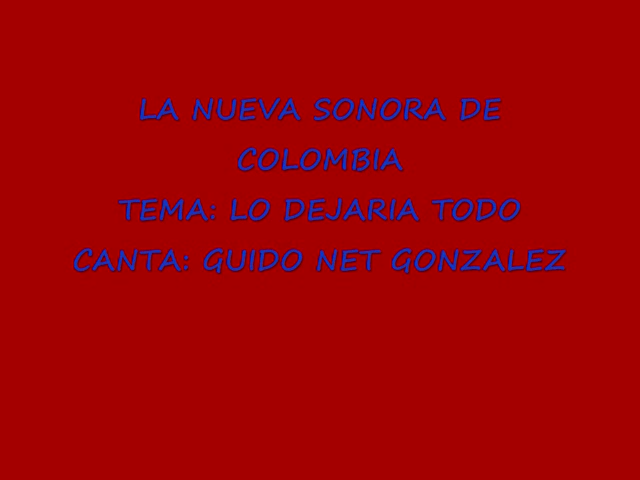 LA NUEVA SONORA DE
COLOMBIA
TEMA: LO DEJARIA TODO
CANTA: GUIDO NET GONZALEZ